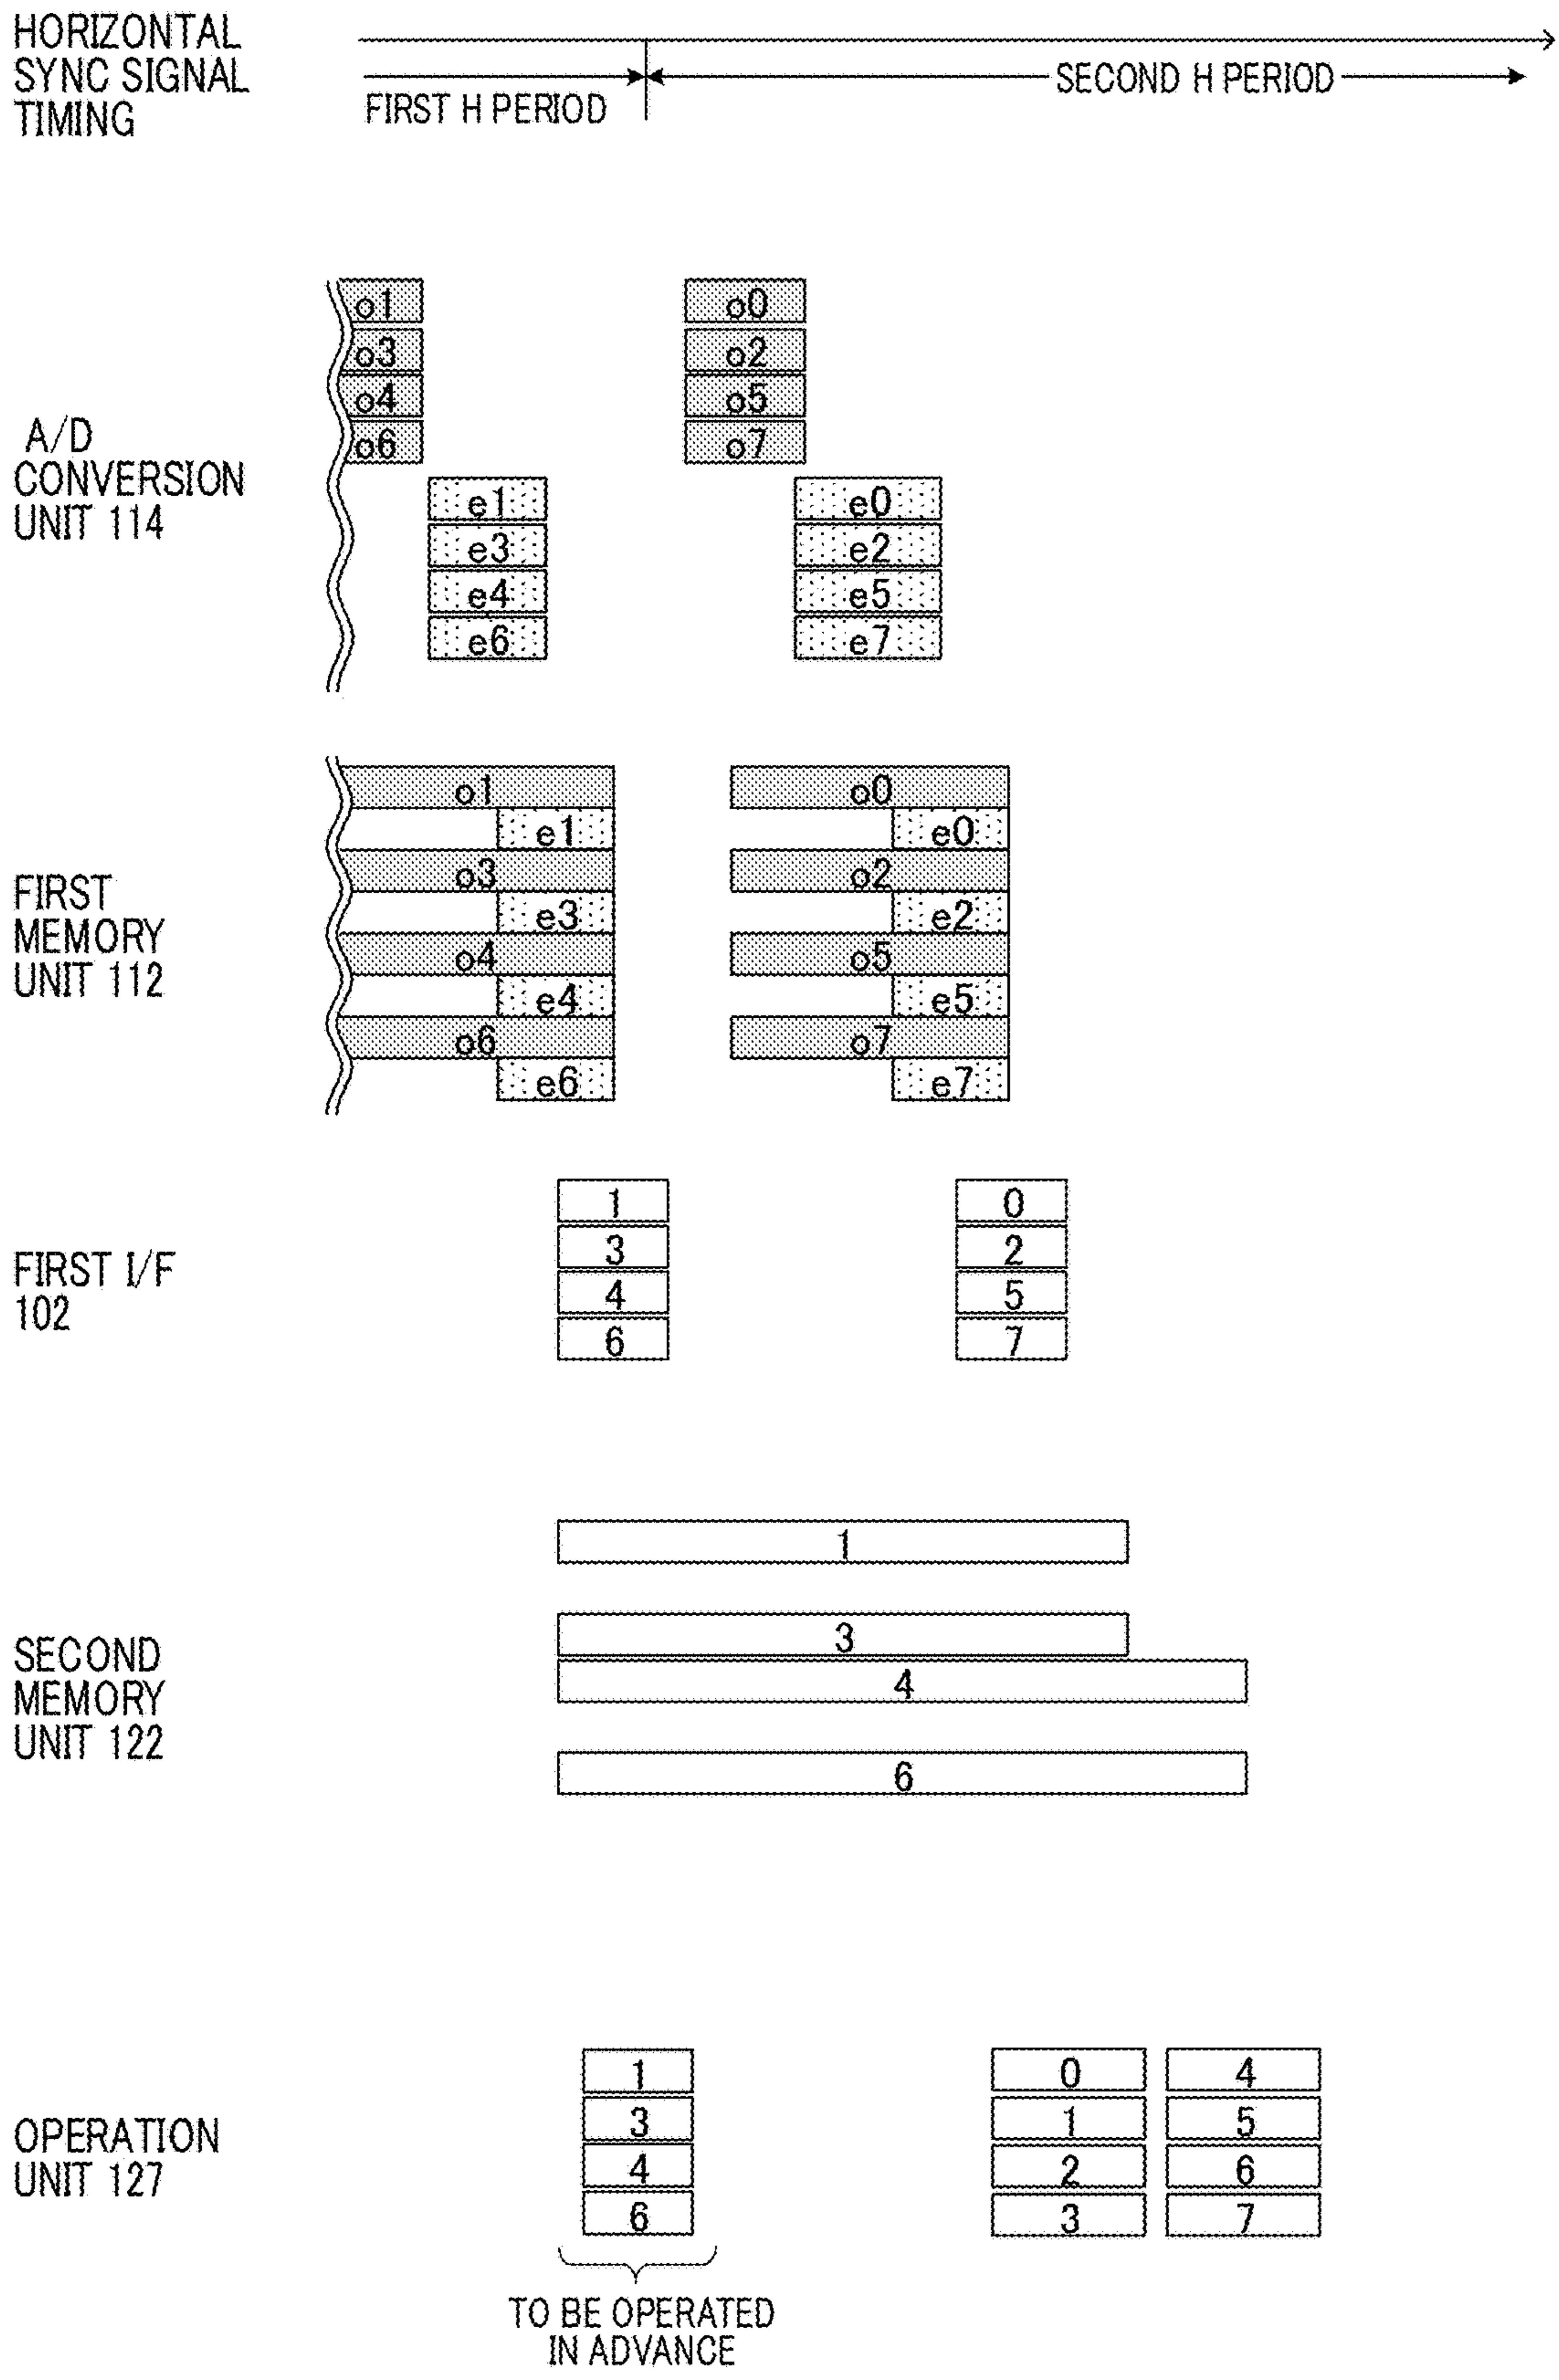 HORIZONTAL
SYNC SIGNAL
TIMING
FIRST H PERIOD
SECOND H PERIOD
A/D
CONVERSION
UNIT 114
o1
o3
o4
o6
e1
e3
e4
e6
o0
o2
o5
o7
e0
e2
e5
e7
FIRST
MEMORY
UNIT 112
o1
e1
o3
e3
o4
e4
o6
e6
o0
e0
o2
e2
o5
e5
o7
e7
FIRST I/F
102
1
3
4
6
0
2
5
7
SECOND
MEMORY
UNIT 122
1
3
4
6
OPERATION
UNIT 127
1
3
4
6
0
1
2
3
4
5
6
7
TO BE OPERATED
IN ADVANCE